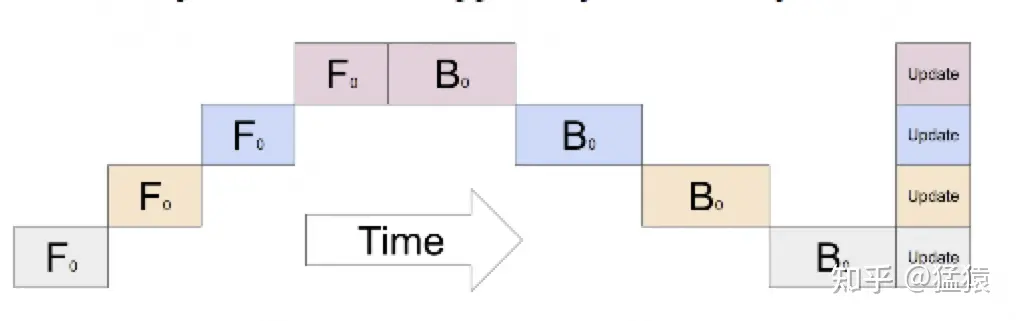 F₀ B₀ Update
F₀ B₀ Update
F₀ B₀ Update
Time
F₀ B₀ Update
知乎 @猛猿